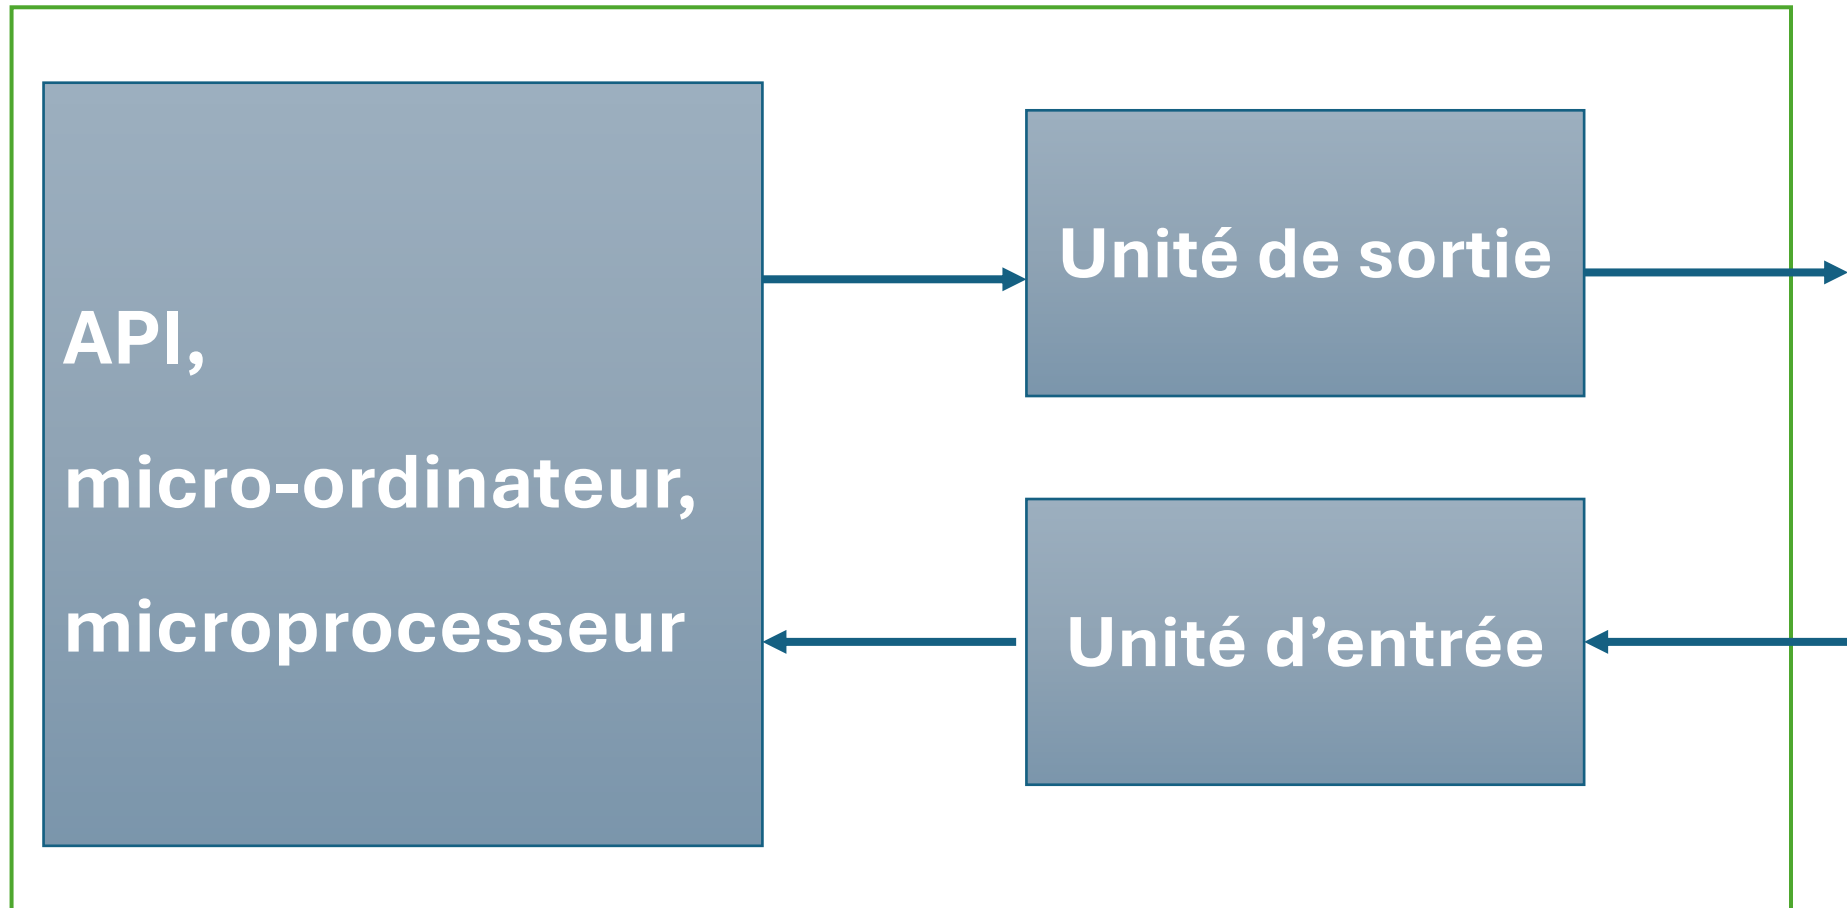 API,
micro-ordinateur,
microprocesseur
Unité de sortie
Unité d’entrée